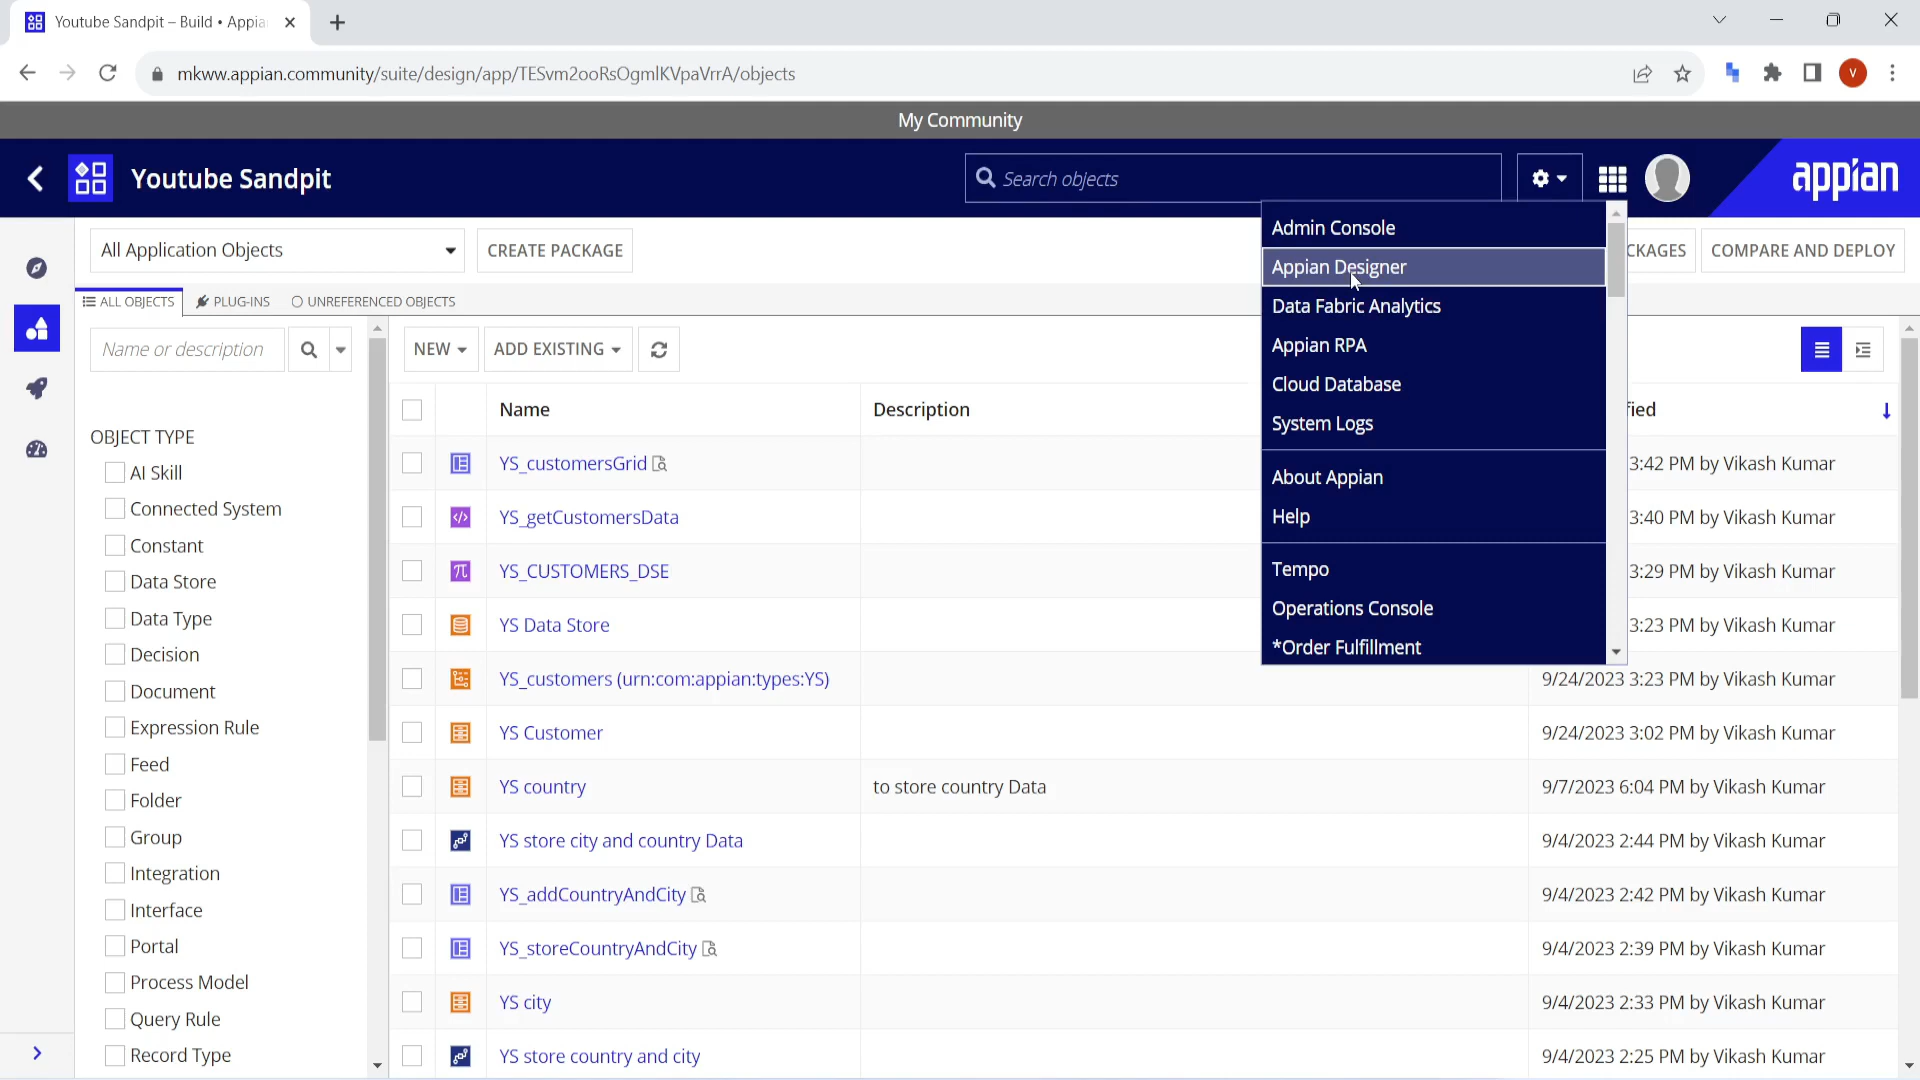 Youtube Sandpit – Build • Appia
mkww.appian.community/suite/design/app/TESvm2ooRsOgmlKVpaVrrA/objects
V
My Community
Youtube Sandpit
Search objects
appian
All Application Objects
CREATE PACKAGE
CKAGES
COMPARE AND DEPLOY
Admin Console
Appian Designer
Data Fabric Analytics
Appian RPA
Cloud Database
System Logs
About Appian
Help
Tempo
Operations Console
*Order Fulfillment
ALL OBJECTS
PLUG-INS
UNREFERENCED OBJECTS
Name or description
NEW
ADD EXISTING
OBJECT TYPE
AI Skill
Connected System
Constant
Data Store
Data Type
Decision
Document
Expression Rule
Feed
Folder
Group
Integration
Interface
Portal
Process Model
Query Rule
Record Type
Name Description fied
YS_customersGrid 3:42 PM by Vikash Kumar
YS_getCustomersData 3:40 PM by Vikash Kumar
YS_CUSTOMERS_DSE 3:29 PM by Vikash Kumar
YS Data Store 3:23 PM by Vikash Kumar
YS_customers (urn:com:appian:types:YS) 9/24/2023 3:23 PM by Vikash Kumar
YS Customer 9/24/2023 3:02 PM by Vikash Kumar
YS country to store country Data 9/7/2023 6:04 PM by Vikash Kumar
YS store city and country Data 9/4/2023 2:44 PM by Vikash Kumar
YS_addCountryAndCity 9/4/2023 2:42 PM by Vikash Kumar
YS_storeCountryAndCity 9/4/2023 2:39 PM by Vikash Kumar
YS city 9/4/2023 2:33 PM by Vikash Kumar
YS store country and city 9/4/2023 2:25 PM by Vikash Kumar